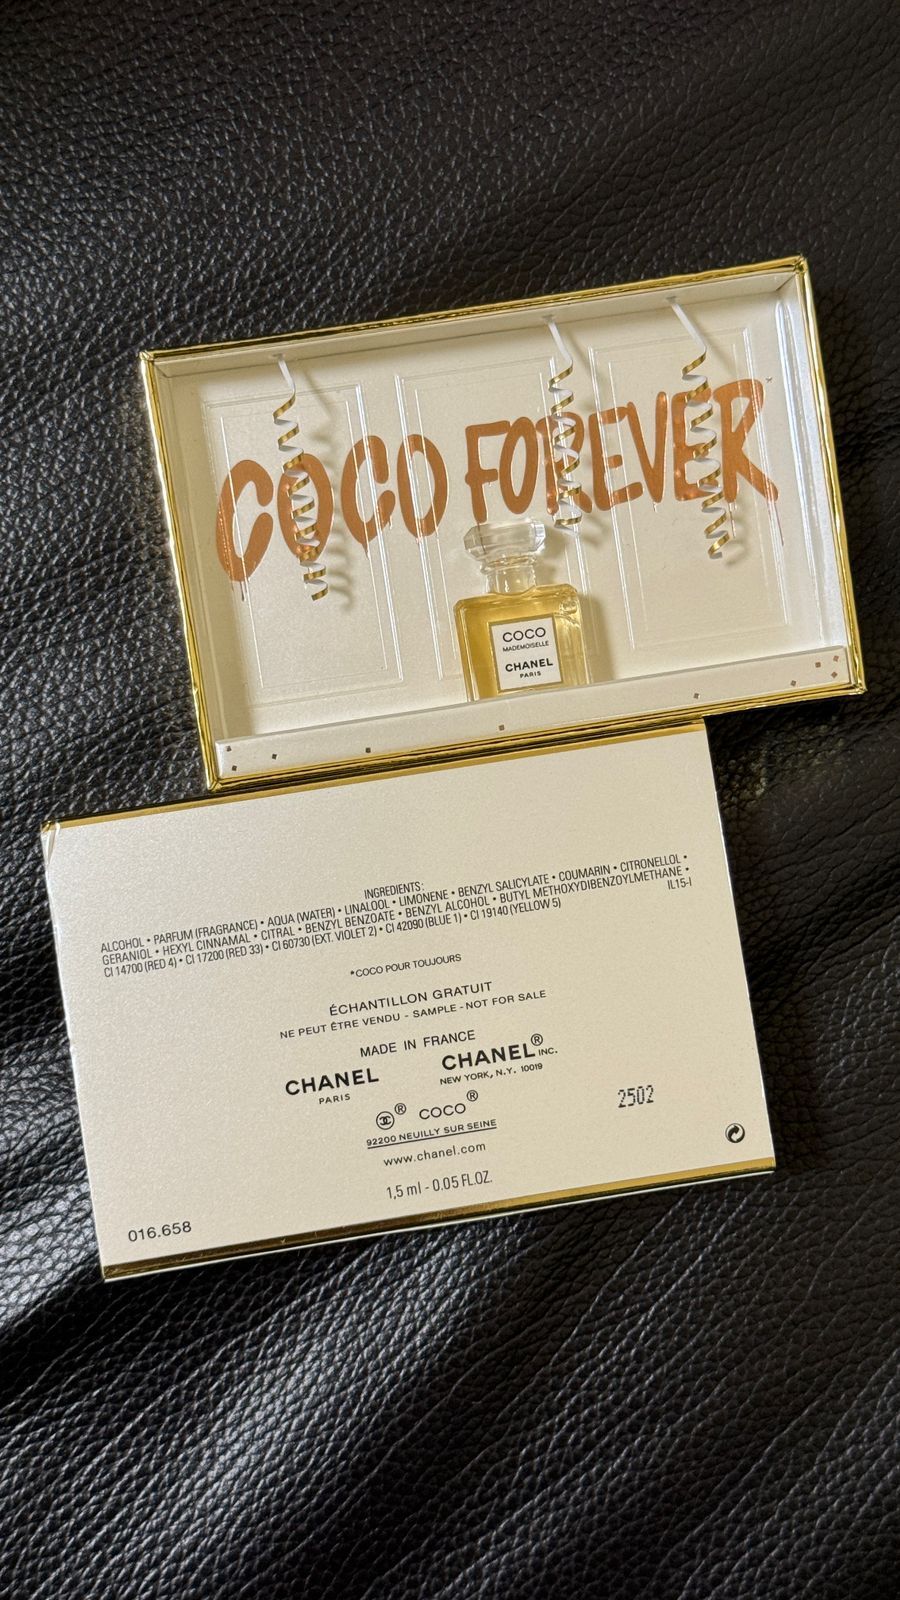 COCO FOREVER
COCO
MADEMOISELLE
CHANEL
PARIS
INGREDIENTS:
ALCOHOL • PARFUM (FRAGRANCE) • AQUA (WATER) • LINALOOL • LIMONENE • BENZYL SALICYLATE • COUMARIN • CITRONELLOL •
GERANIOL • HEXYL CINNAMAL • CITRAL • BENZYL BENZOATE • BENZYL ALCOHOL • BUTYL METHOXYDIBENZOYLMETHANE •
CI 14700 (RED 4) • CI 17200 (RED 33) • CI 60730 (EXT. VIOLET 2) • CI 42090 (BLUE 1) • CI 19140 (YELLOW 5) IL15-I
*COCO POUR TOUJOURS
ÉCHANTILLON GRATUIT
NE PEUT ÊTRE VENDU - SAMPLE - NOT FOR SALE
MADE IN FRANCE
CHANEL CHANEL® INC.
PARIS NEW YORK, N.Y. 10019
® COCO®
92200 NEUILLY SUR SEINE
2502
www.chanel.com
1,5 ml - 0.05 FL.OZ.
016.658